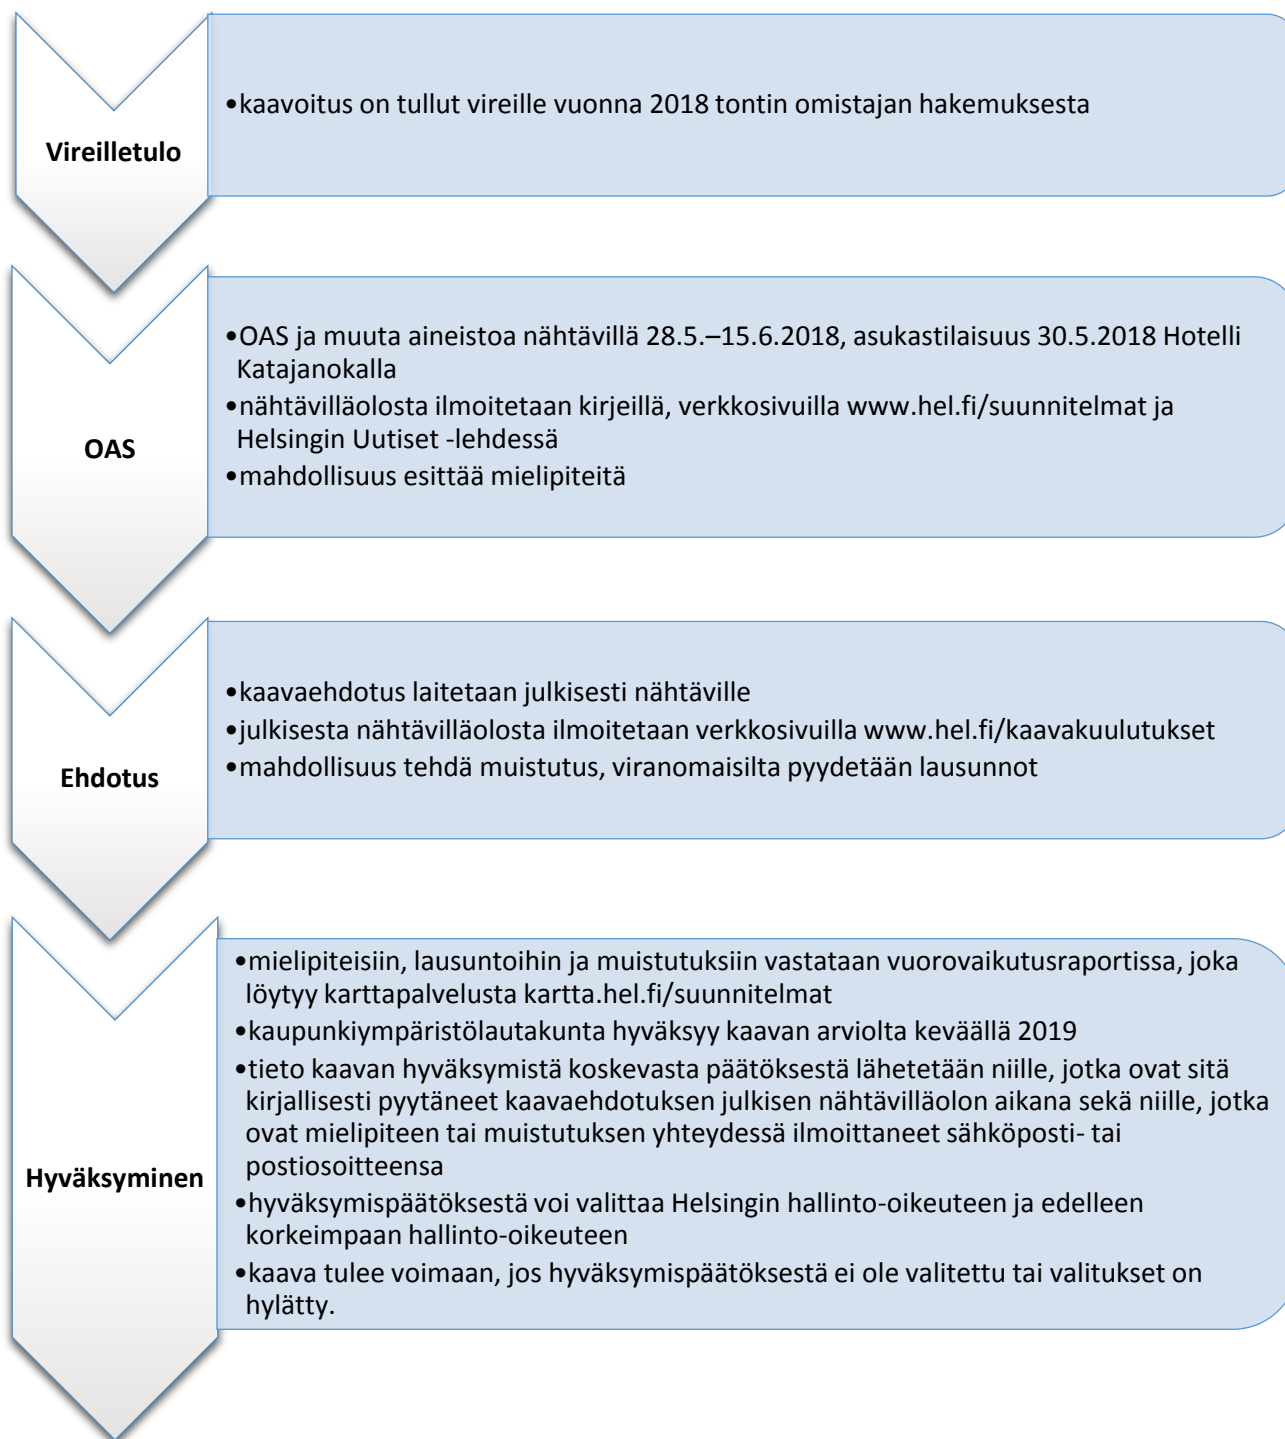 Vireilletulo
•kaavoitus on tullut vireille vuonna 2018 tontin omistajan hakemuksesta
OAS
•OAS ja muuta aineistoa nähtävillä 28.5.–15.6.2018, asukastilaisuus 30.5.2018 Hotelli
Katajanokalla
•nähtävilläolosta ilmoitetaan kirjeillä, verkkosivuilla www.hel.fi/suunnitelmat ja
Helsingin Uutiset -lehdessä
•mahdollisuus esittää mielipiteitä
Ehdotus
•kaavaehdotus laitetaan julkisesti nähtäville
•julkisesta nähtävilläolosta ilmoitetaan verkkosivuilla www.hel.fi/kaavakuulutukset
•mahdollisuus tehdä muistutus, viranomaisilta pyydetään lausunnot
Hyväksyminen
•mielipiteisiin, lausuntoihin ja muistutuksiin vastataan vuorovaikutusraportissa, joka
löytyy karttapalvelusta kartta.hel.fi/suunnitelmat
•kaupunkiympäristölautakunta hyväksyy kaavan arviolta keväällä 2019
•tieto kaavan hyväksymistä koskevasta päätöksestä lähetetään niille, jotka ovat sitä
kirjallisesti pyytäneet kaavaehdotuksen julkisen nähtävilläolon aikana sekä niille, jotka
ovat mielipiteen tai muistutuksen yhteydessä ilmoittaneet sähköposti- tai
postiosoitteensa
•hyväksymispäätöksestä voi valittaa Helsingin hallinto-oikeuteen ja edelleen
korkeimpaan hallinto-oikeuteen
•kaava tulee voimaan, jos hyväksymispäätöksestä ei ole valitettu tai valitukset on
hylätty.